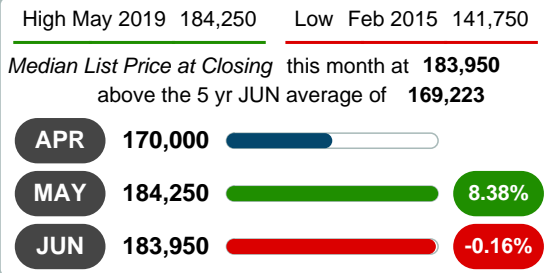 High May 2019 184,250 Low Feb 2015 141,750
Median List Price at Closing this month at 183,950
above the 5 yr JUN average of 169,223
APR 170,000
MAY 184,250 8.38%
JUN 183,950 -0.16%